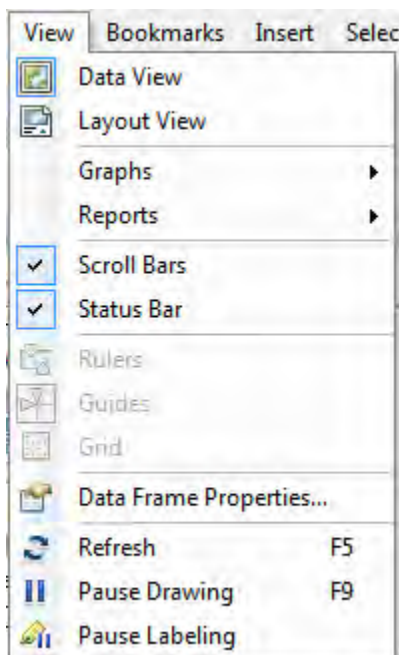 View Bookmarks Insert Selec
Data View
Layout View
Graphs
Reports
Scroll Bars
Status Bar
Rulers
Guides
Grid
Data Frame Properties...
Refresh F5
Pause Drawing F9
Pause Labeling